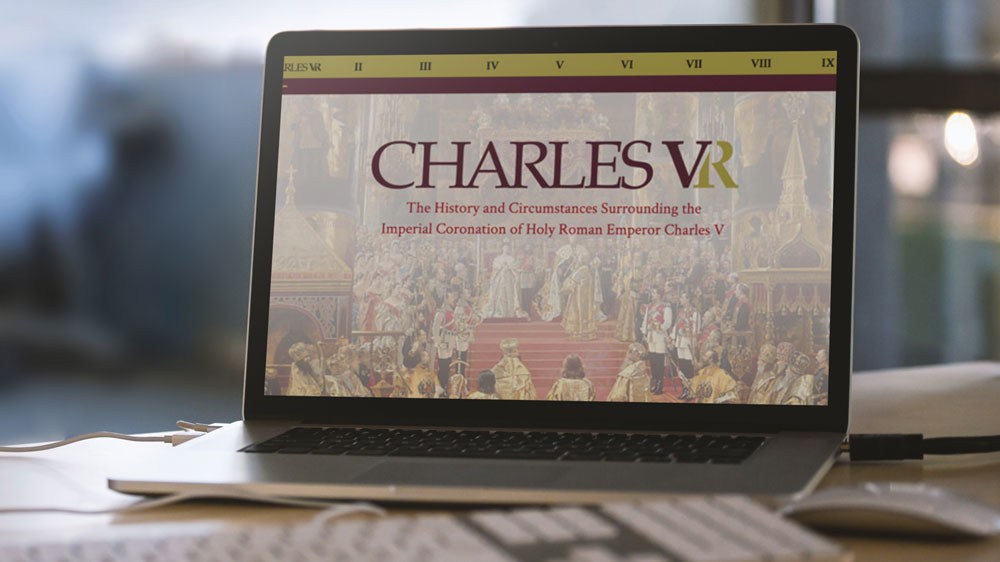 RLES VR II III IV V VI VII VIII IX
CHARLES VR
The History and Circumstances Surrounding the
Imperial Coronation of Holy Roman Emperor Charles V